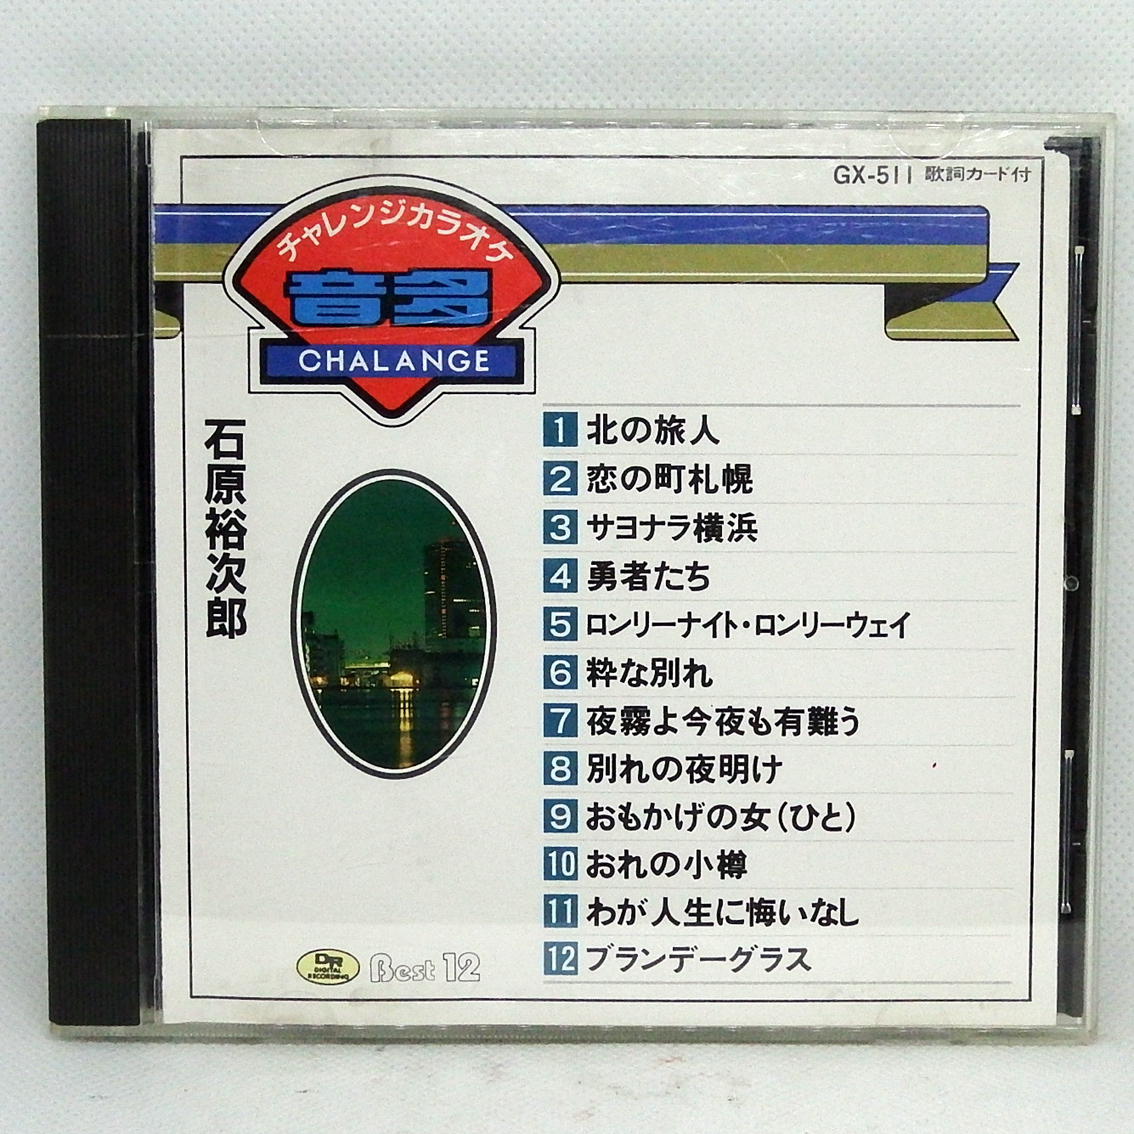 GX-511 歌詞カード付
チャレンジカラオケ
音多
CHALANGE
石原裕次郎
1 北の旅人
2 恋の町札幌
3 サヨナラ横浜
4 勇者たち
5 ロンリーナイト・ロンリーウェイ
6 粋な別れ
7 夜霧よ今夜も有難う
8 別れの夜明け
9 おもかげの女(ひと)
10 おれの小樽
11 わが人生に悔いなし
12 ブランデーグラス
DR
DIGITAL
RECORDING
Best 12